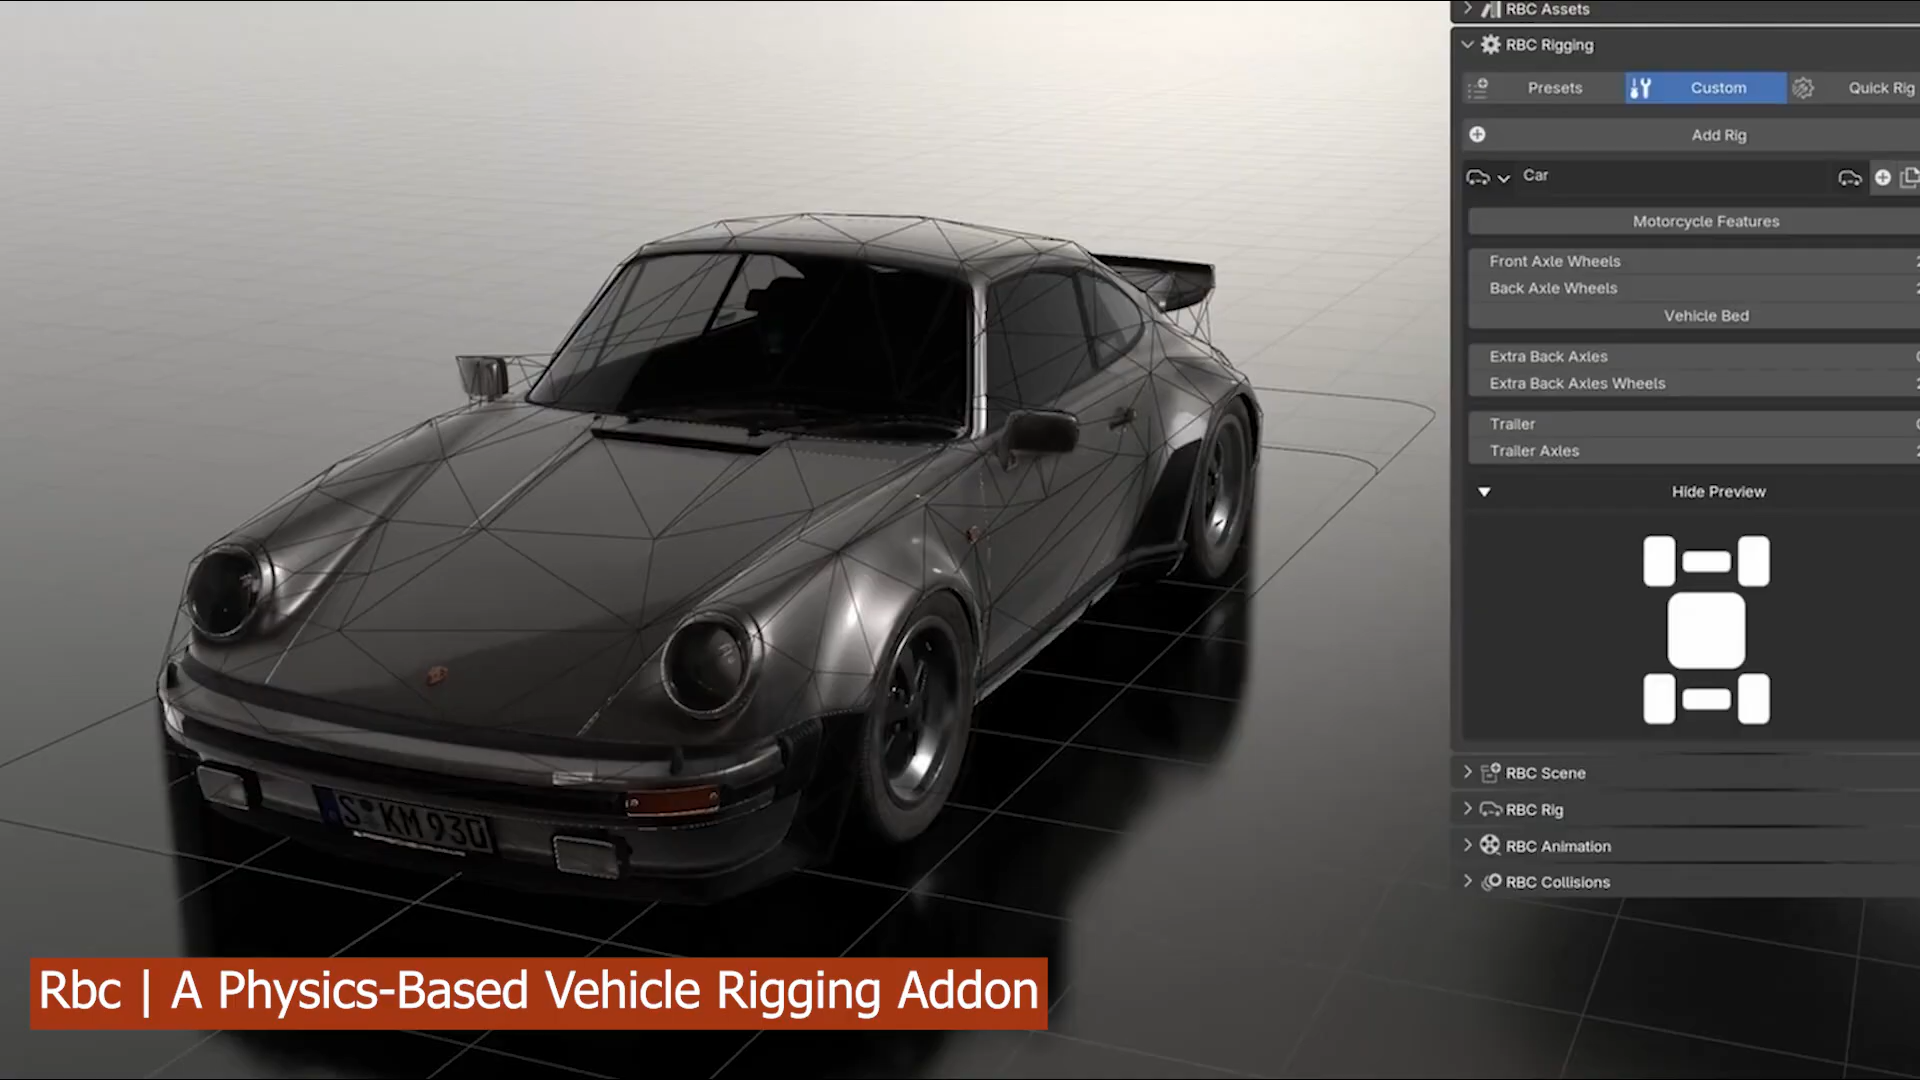 RBC Assets
RBC Rigging
Presets
Custom
Quick Rig
Add Rig
Car
Motorcycle Features
Front Axle Wheels
Back Axle Wheels
Vehicle Bed
Extra Back Axles
Extra Back Axles Wheels
Trailer
Trailer Axles
Hide Preview
RBC Scene
RBC Rig
RBC Animation
RBC Collisions
S KM 930
Rbc | A Physics-Based Vehicle Rigging Addon